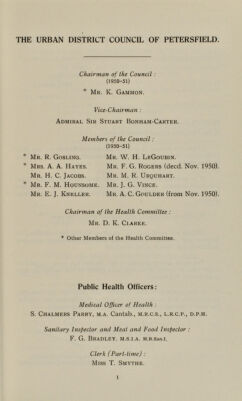 THE URBAN DISTRICT COUNCIL OF PETERSFIELD.
Chairman of the Council :
(1950-51)
* MR. K. GAMMON.
Vice-Chairman :
ADMIRAL SIR STUART BONHAM-CARTER.
Members of the Council :
(1950-51)
* MR. R. GOSLING. MR. W. H. LEGOUBIN.
* MRS. A. A. HAYES. MR. F. G. ROGERS (decd. Nov. 1950).
MR. H. C. JACOBS. MR. M. R. URQUHART.
* MR. F. M. HOUNSOME. MR. J. G. VINCE.
MR. E. J. KNELLER. MR. A. C. GOULDER (from Nov. 1950).
Chairman of the Health Committee :
MR. D. K. CLARKE.
* Other Members of the Health Committee.
Public Health Officers :
Medical Officer of Health :
S. CHALMERS PARRY, M.A. Cantab., M.R.C.S., L.R.C.P., D.P.H.
Sanitary Inspector and Meat and Food Inspector :
F. G. BRADLEY, M.S.I.A. M.R.San.I.
Clerk (Part-time) :
MISS T. SMYTHE.
1